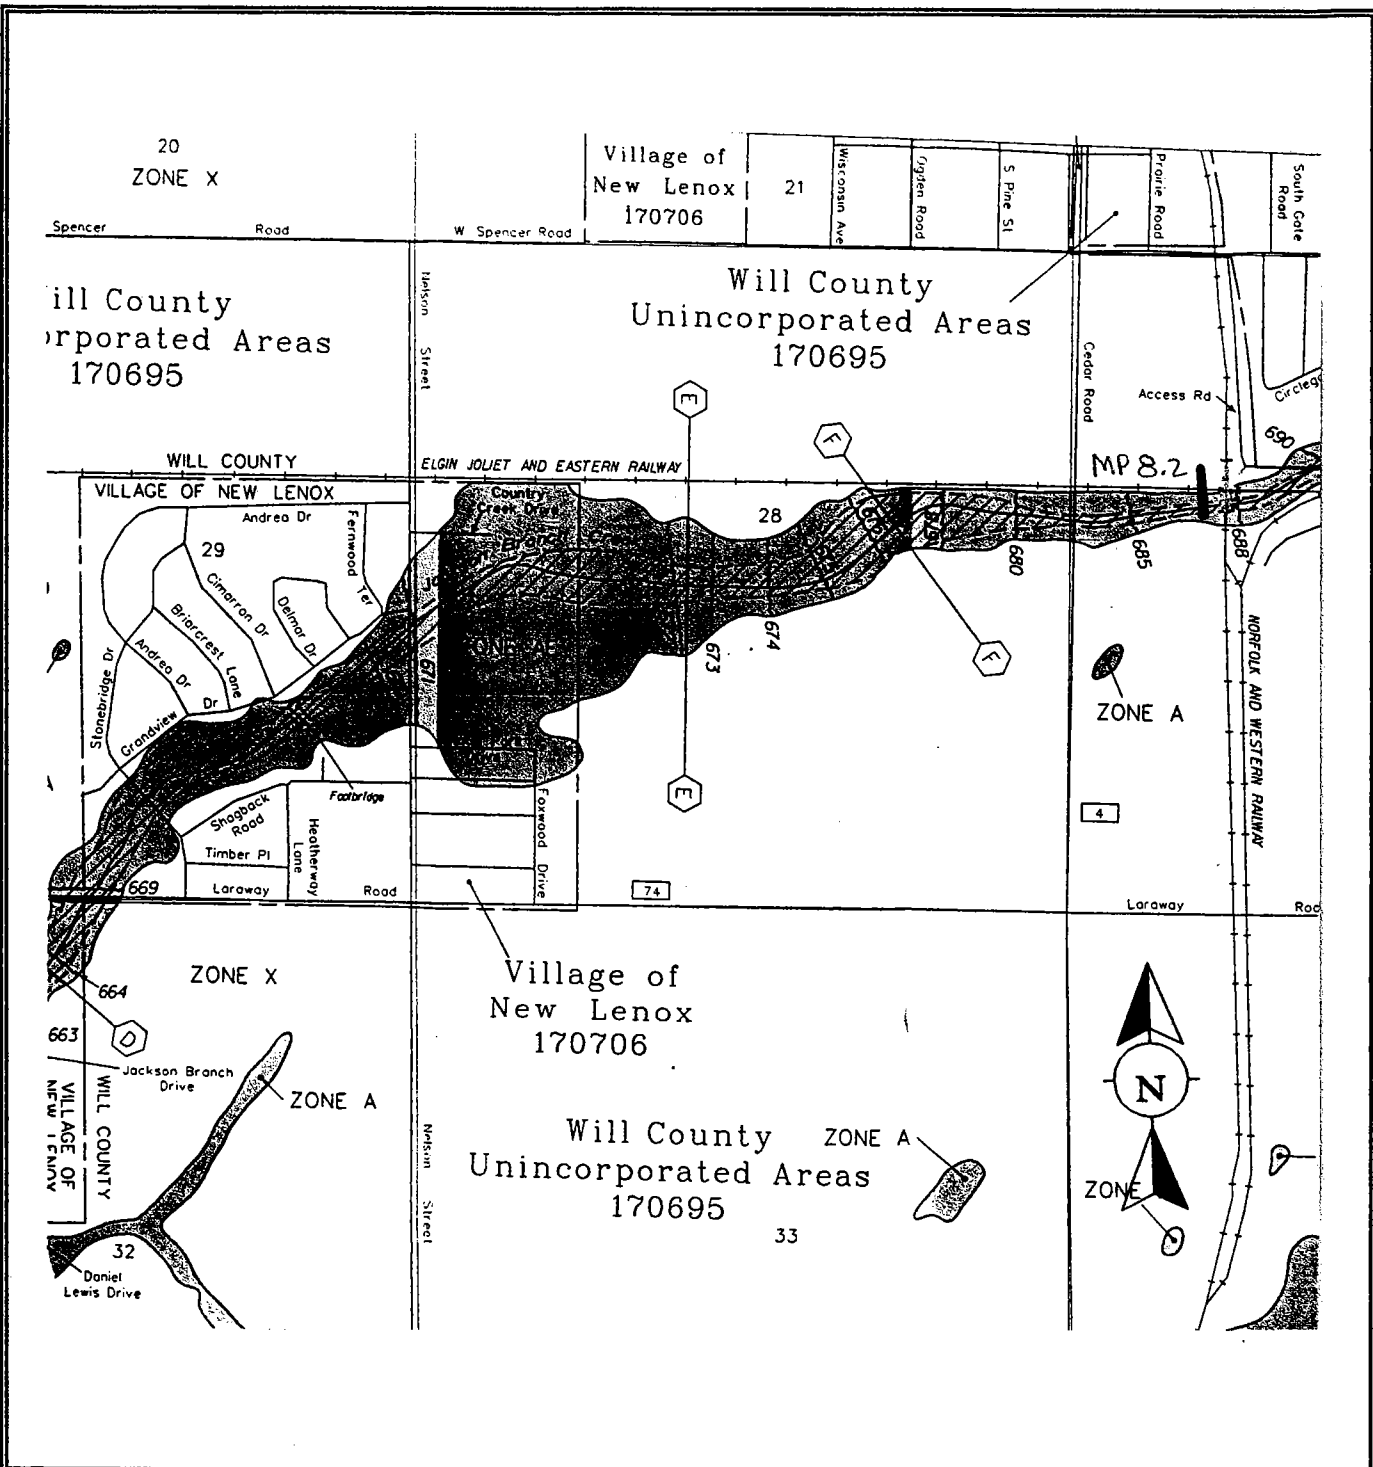 20
ZONE X
Village of
New Lenox
170706
21
Wisconsin Ave
Ogden Road
S Pine St
Prairie Road
South Gate
Road
Spencer Road
W Spencer Road
ill County
orporated Areas
170695
Nelson Street
Will County
Unincorporated Areas
170695
Cedar Road
Access Rd
Circleg
690
E
F
MP 8.2
WILL COUNTY
ELGIN JOLIET AND EASTERN RAILWAY
VILLAGE OF NEW LENOX
Andrea Dr
Fernwood Ter
29
Cimarron Dr
Delmar Dr
Briarcrest Lane
Andrea Dr
Stonebridge Dr
Grandview Dr
Country
Creek Drive
Branch
28
680
685
688
671
673
674
F
ZONE A
NORFOLK AND WESTERN RAILWAY
E
4
Footbridge
Shagback
Road
Timber Pl
Heatherway
Lane
Foxwood Drive
669
Laraway Road
74
Laraway Roa
ZONE X
664
663
D
Jackson Branch
Drive
Village of
New Lenox
170706
WILL COUNTY
VILLAGE OF
NEW LENOX
ZONE A
Nelson Street
Will County
Unincorporated Areas
170695
33
ZONE A
N
ZONE
32
Daniel
Lewis Drive